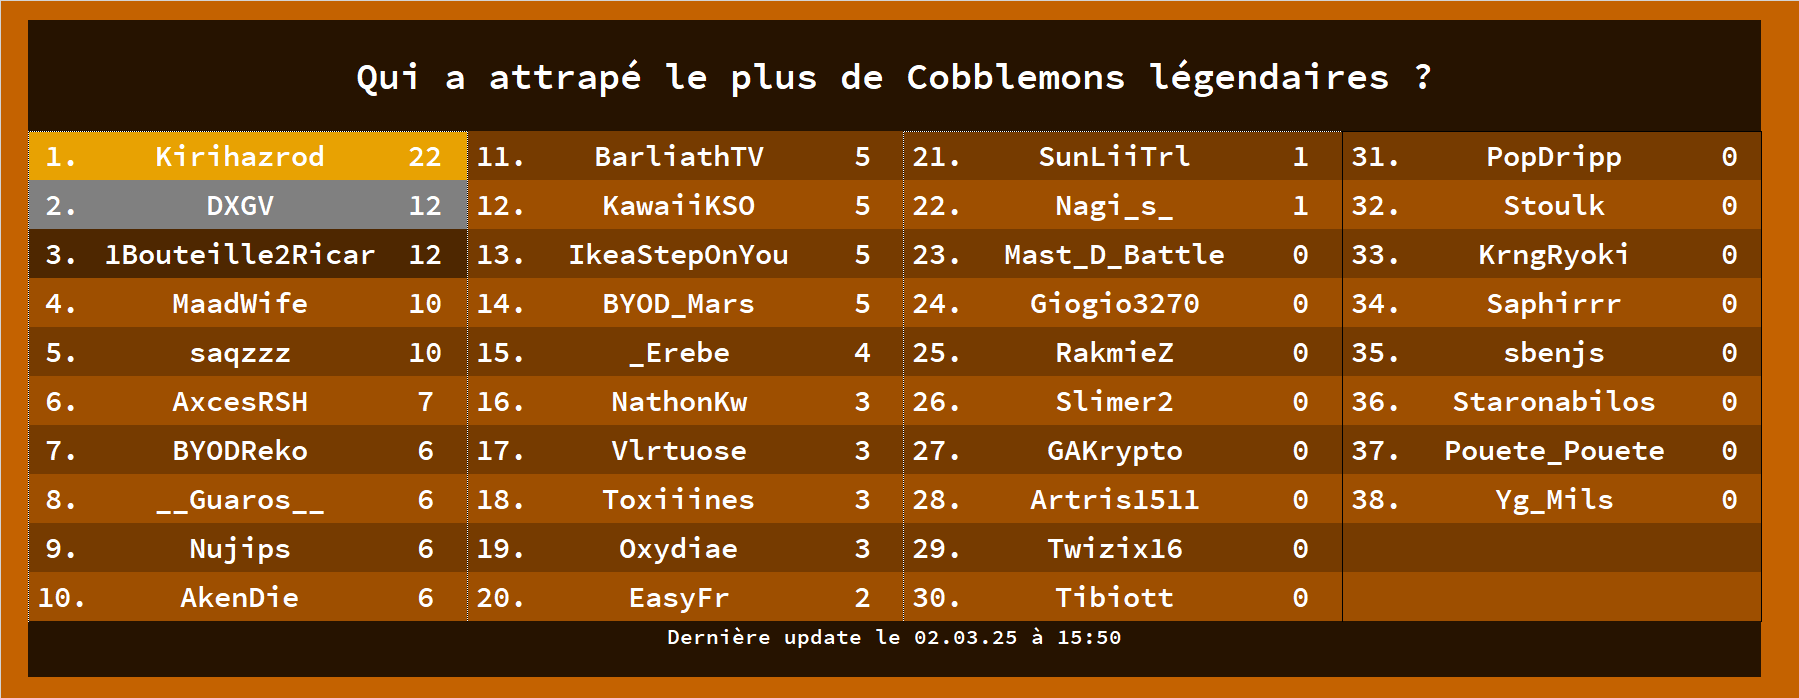 Qui a attrapé le plus de Cobblemons légendaires ?
1. Kirihazrod 22
2. DXGV 12
3. 1Bouteille2Ricar 12
4. MaadWife 10
5. saqzzz 10
6. AxcesRSH 7
7. BYODReko 6
8. __Guaros__ 6
9. Nujips 6
10. AkenDie 6
11. BarliathTV 5
12. KawaiiKSO 5
13. IkeaStepOnYou 5
14. BYOD_Mars 5
15. _Erebe 4
16. NathonKw 3
17. Vlrtuose 3
18. Toxiiines 3
19. Oxydiae 3
20. EasyFr 2
21. SunLiiTrl 1
22. Nagi_s_ 1
23. Mast_D_Battle 0
24. Giogio3270 0
25. RakmieZ 0
26. Slimer2 0
27. GAKrypto 0
28. Artris1511 0
29. Twizix16 0
30. Tibiott 0
31. PopDripp 0
32. Stoulk 0
33. KrngRyoki 0
34. Saphirrr 0
35. sbenjs 0
36. Staronabilos 0
37. Pouete_Pouete 0
38. Yg_Mils 0
Dernière update le 02.03.25 à 15:50